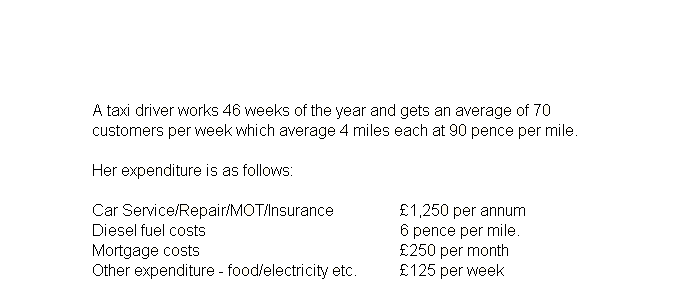 A taxi driver works 46 weeks of the year and gets an average of 70
customers per week which average 4 miles each at 90 pence per mile.
Her expenditure is as follows:
Car Service/Repair/MOT/Insurance £1,250 per annum
Diesel fuel costs 6 pence per mile.
Mortgage costs £250 per month
Other expenditure - food/electricity etc. £125 per week